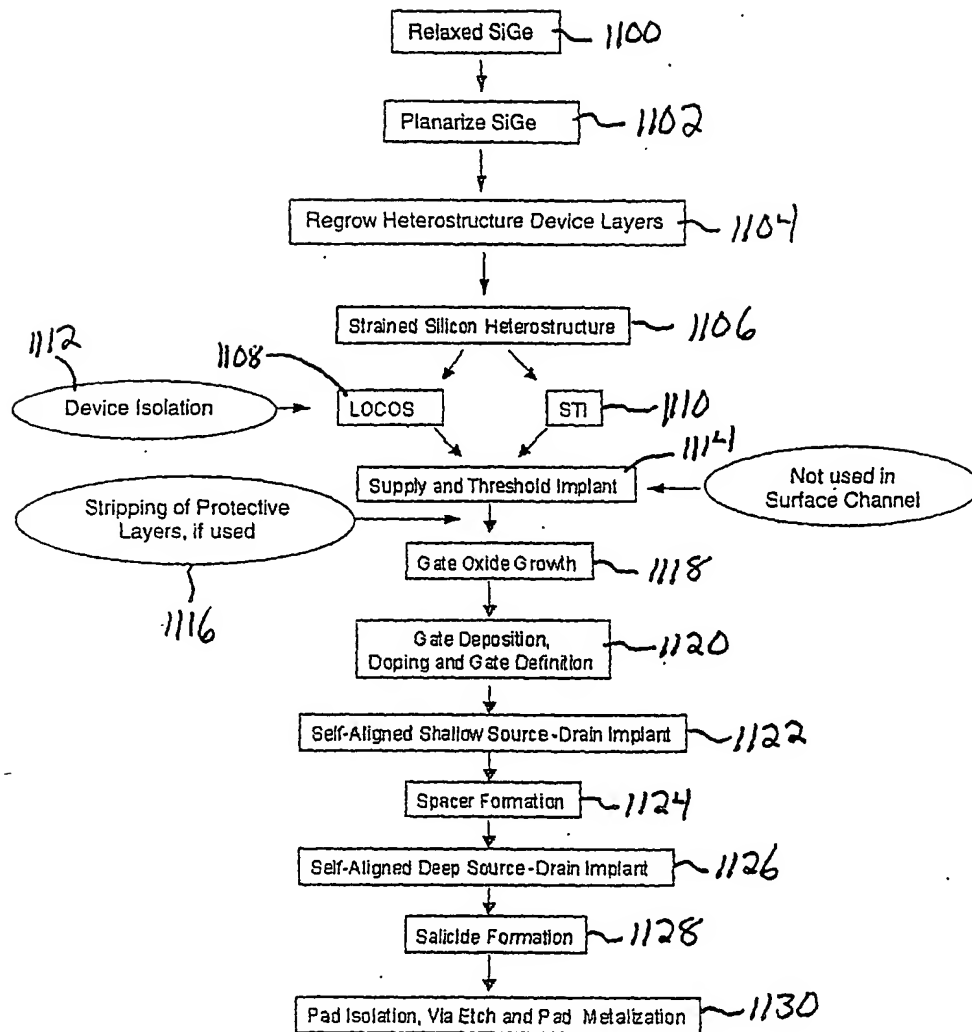 Relaxed SiGe
1100
Planarize SiGe
1102
Regrow Heterostructure Device Layers
1104
Strained Silicon Heterostructure
1106
1112
1108
Device Isolation
LOCOS
STI
1110
1114
Supply and Threshold Implant
Not used in
Surface Channel
Stripping of Protective
Layers, if used
1116
Gate Oxide Growth
1118
Gate Deposition,
Doping and Gate Definition
1120
Self-Aligned Shallow Source-Drain Implant
1122
Spacer Formation
1124
Self-Aligned Deep Source-Drain Implant
1126
Salicide Formation
1128
Pad Isolation, Via Etch and Pad Metalization
1130